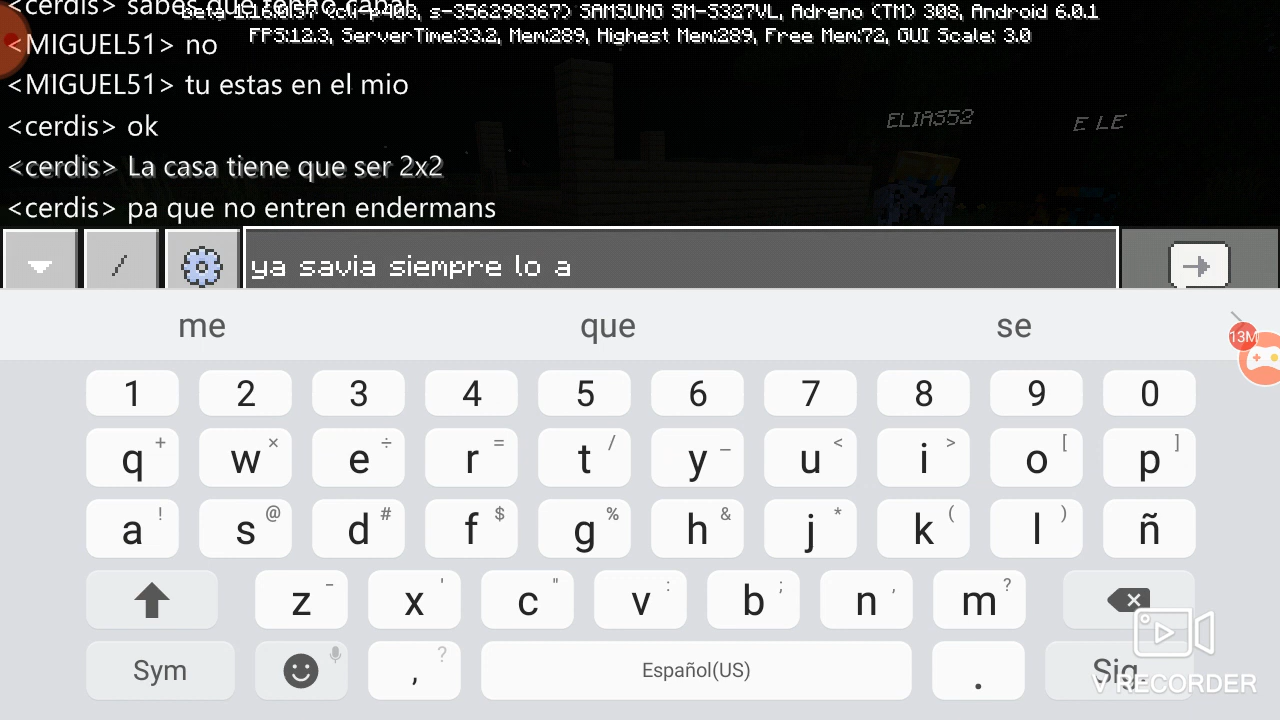 <cerdis> sabes que tengo canal
beta 1.16.0.57 s-356298367) SAMSUNG SM-S327VL, Adreno (TM) 308, Android 6.0.1
<MIGUEL51> no
FPS:12.3, ServerTime:33.2, Mem:289, Highest Mem:289, Free Mem:72, GUI Scale: 3.0
<MIGUEL51> tu estas en el mio
<cerdis> ok
ELIAS52
E LE
<cerdis> La casa tiene que ser 2x2
<cerdis> pa que no entren endermans
/
ya savia siempre lo a
me que se
13M
1 2 3 4 5 6 7 8 9 0
q + w × e ÷ r = t / y _ u < i > o [ p ]
a ! s @ d # f $ g % h & j * k ( l ) ñ
z - x ' c " v : b ; n , m ?
Sym , ? Español(US) . Sig.
V RECORDER